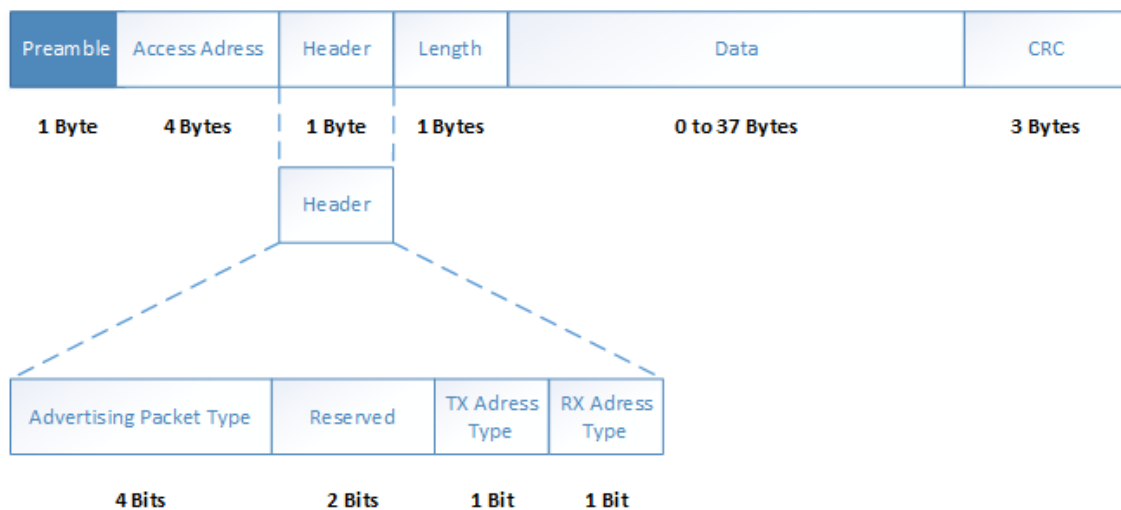 Preamble Access Adress Header Length Data CRC
1 Byte 4 Bytes 1 Byte 1 Bytes 0 to 37 Bytes 3 Bytes
Header
Advertising Packet Type Reserved TX Adress Type RX Adress Type
4 Bits 2 Bits 1 Bit 1 Bit